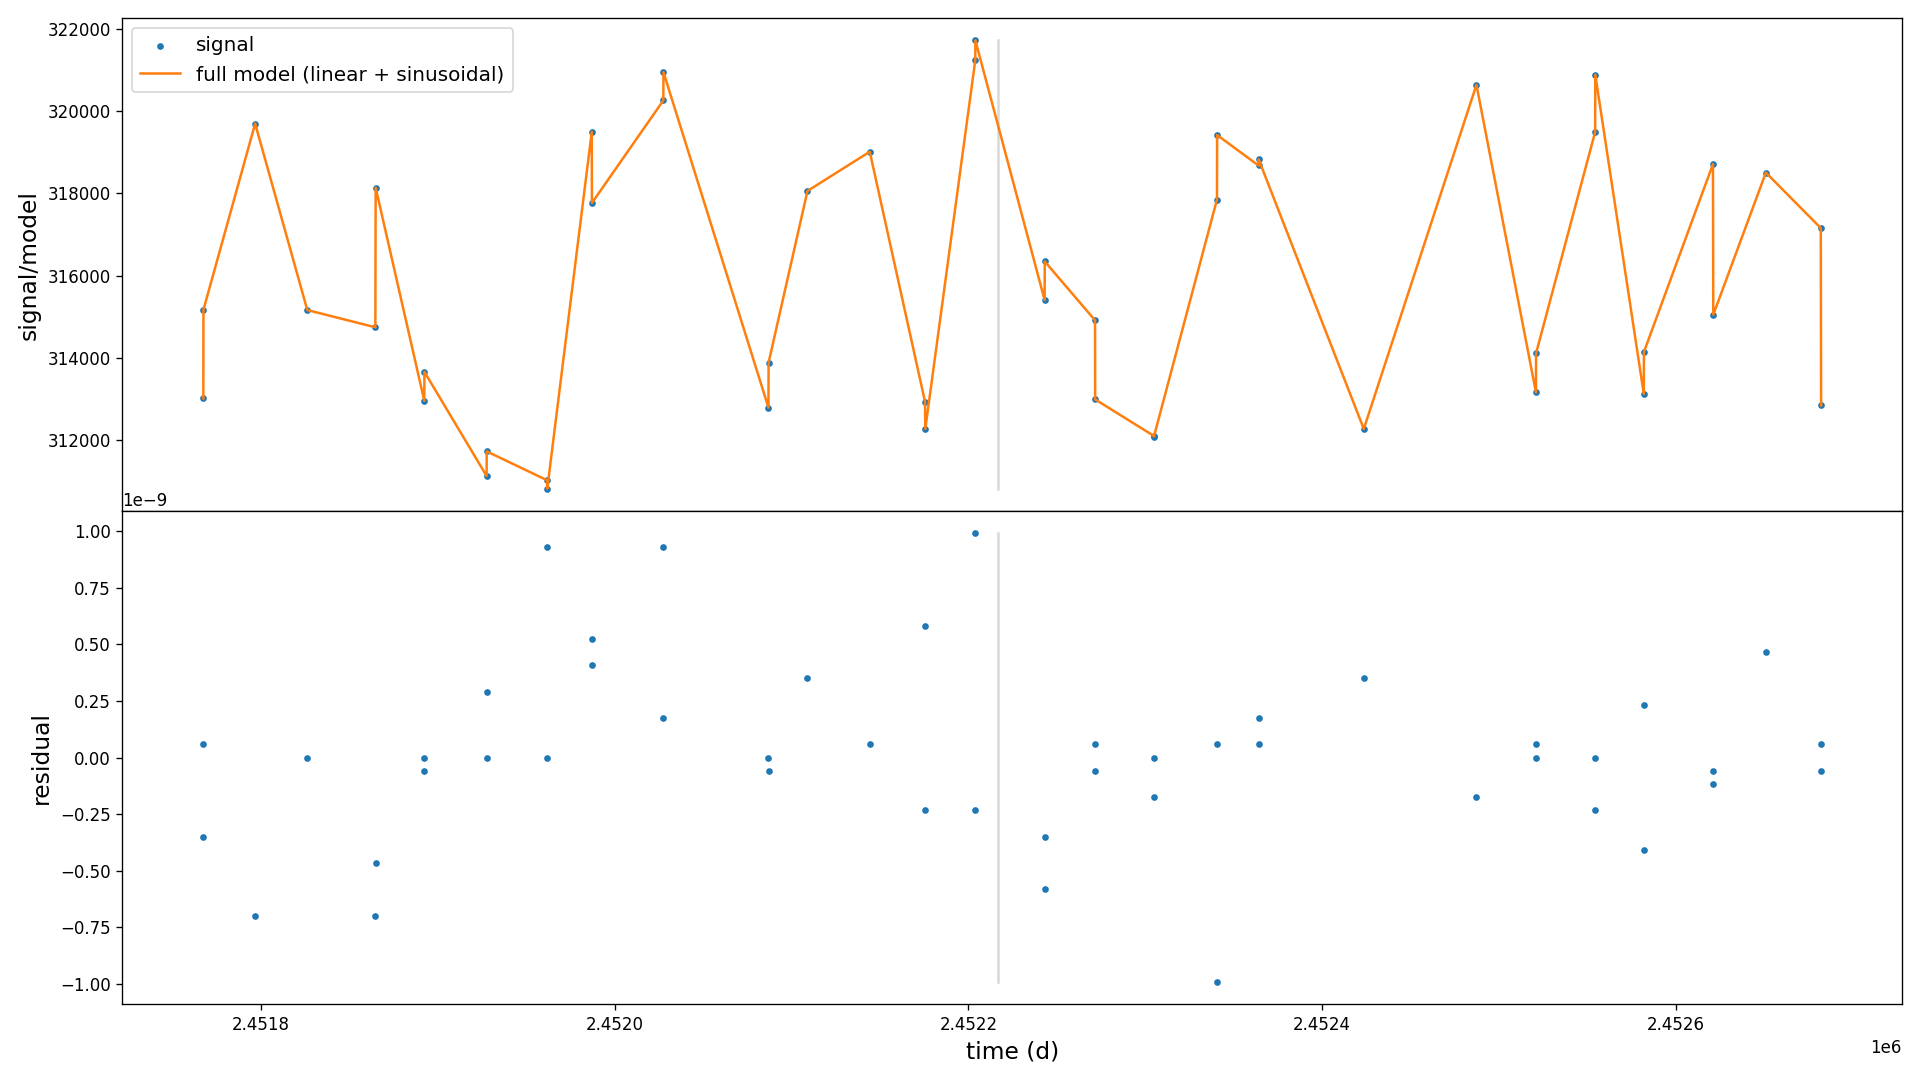 322000
320000
318000
316000
314000
312000
signal/model
signal
full model (linear + sinusoidal)
1e−9
1.00
0.75
0.50
0.25
0.00
−0.25
−0.50
−0.75
−1.00
residual
2.4518
2.4520
2.4522
2.4524
2.4526
time (d)
1e6